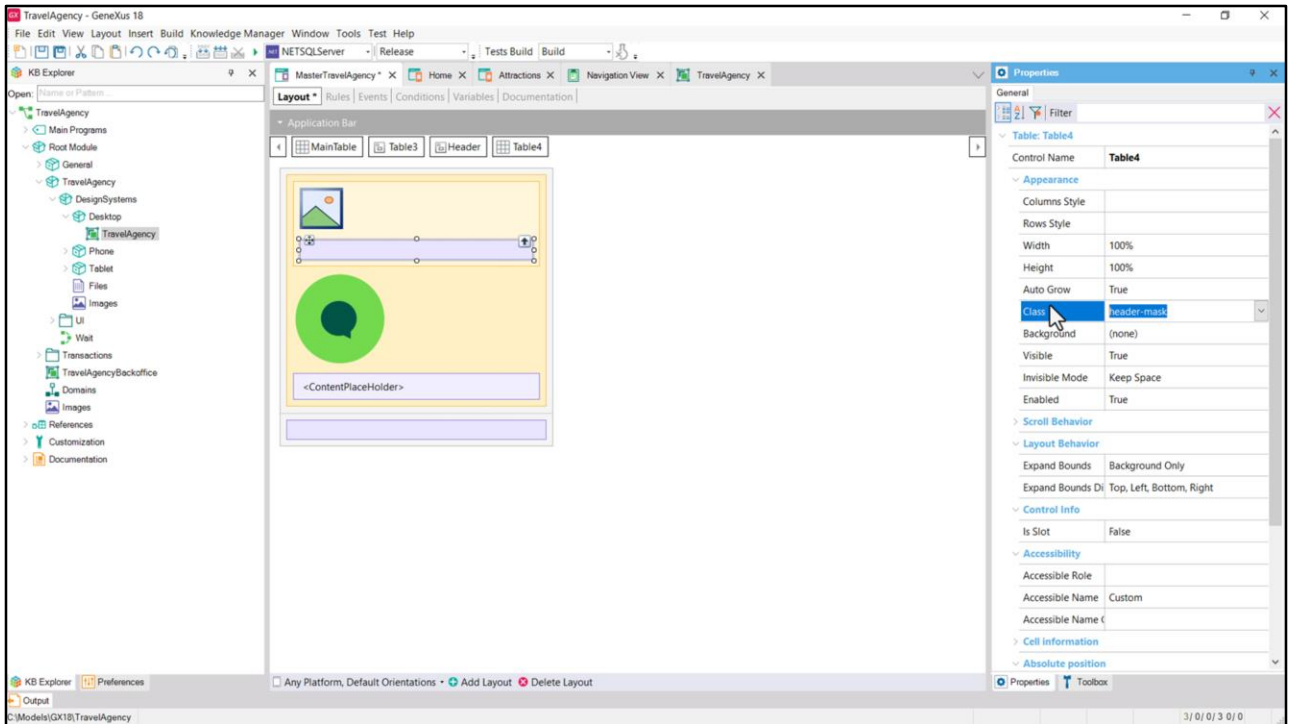 TravelAgency - GeneXus 18
File Edit View Layout Insert Build Knowledge Manager Window Tools Test Help
NETSQLServer Release Tests Build Build
KB Explorer
Open: Name or Pattern...
TravelAgency
Main Programs
Root Module
General
TravelAgency
DesignSystems
Desktop
TravelAgency
Phone
Tablet
Files
Images
UI
Wait
Transactions
TravelAgencyBackoffice
Domains
Images
References
Customization
Documentation
KB Explorer Preferences
MasterTravelAgency * X Home X Attractions X Navigation View X TravelAgency X
Layout * Rules Events Conditions Variables Documentation
Application Bar
MainTable Table3 Header Table4
<ContentPlaceHolder>
Any Platform, Default Orientations Add Layout Delete Layout
Properties
General
Filter
Table: Table4
Control Name Table4
Appearance
Columns Style
Rows Style
Width 100%
Height 100%
Auto Grow True
Class header-mask
Background (none)
Visible True
Invisible Mode Keep Space
Enabled True
Scroll Behavior
Layout Behavior
Expand Bounds Background Only
Expand Bounds Di Top, Left, Bottom, Right
Control Info
Is Slot False
Accessibility
Accessible Role
Accessible Name Custom
Accessible Name (
Cell information
Absolute position
Properties Toolbox
Output
C:\Models\GX18\TravelAgency
3/ 0/ 0/ 3 0/ 0